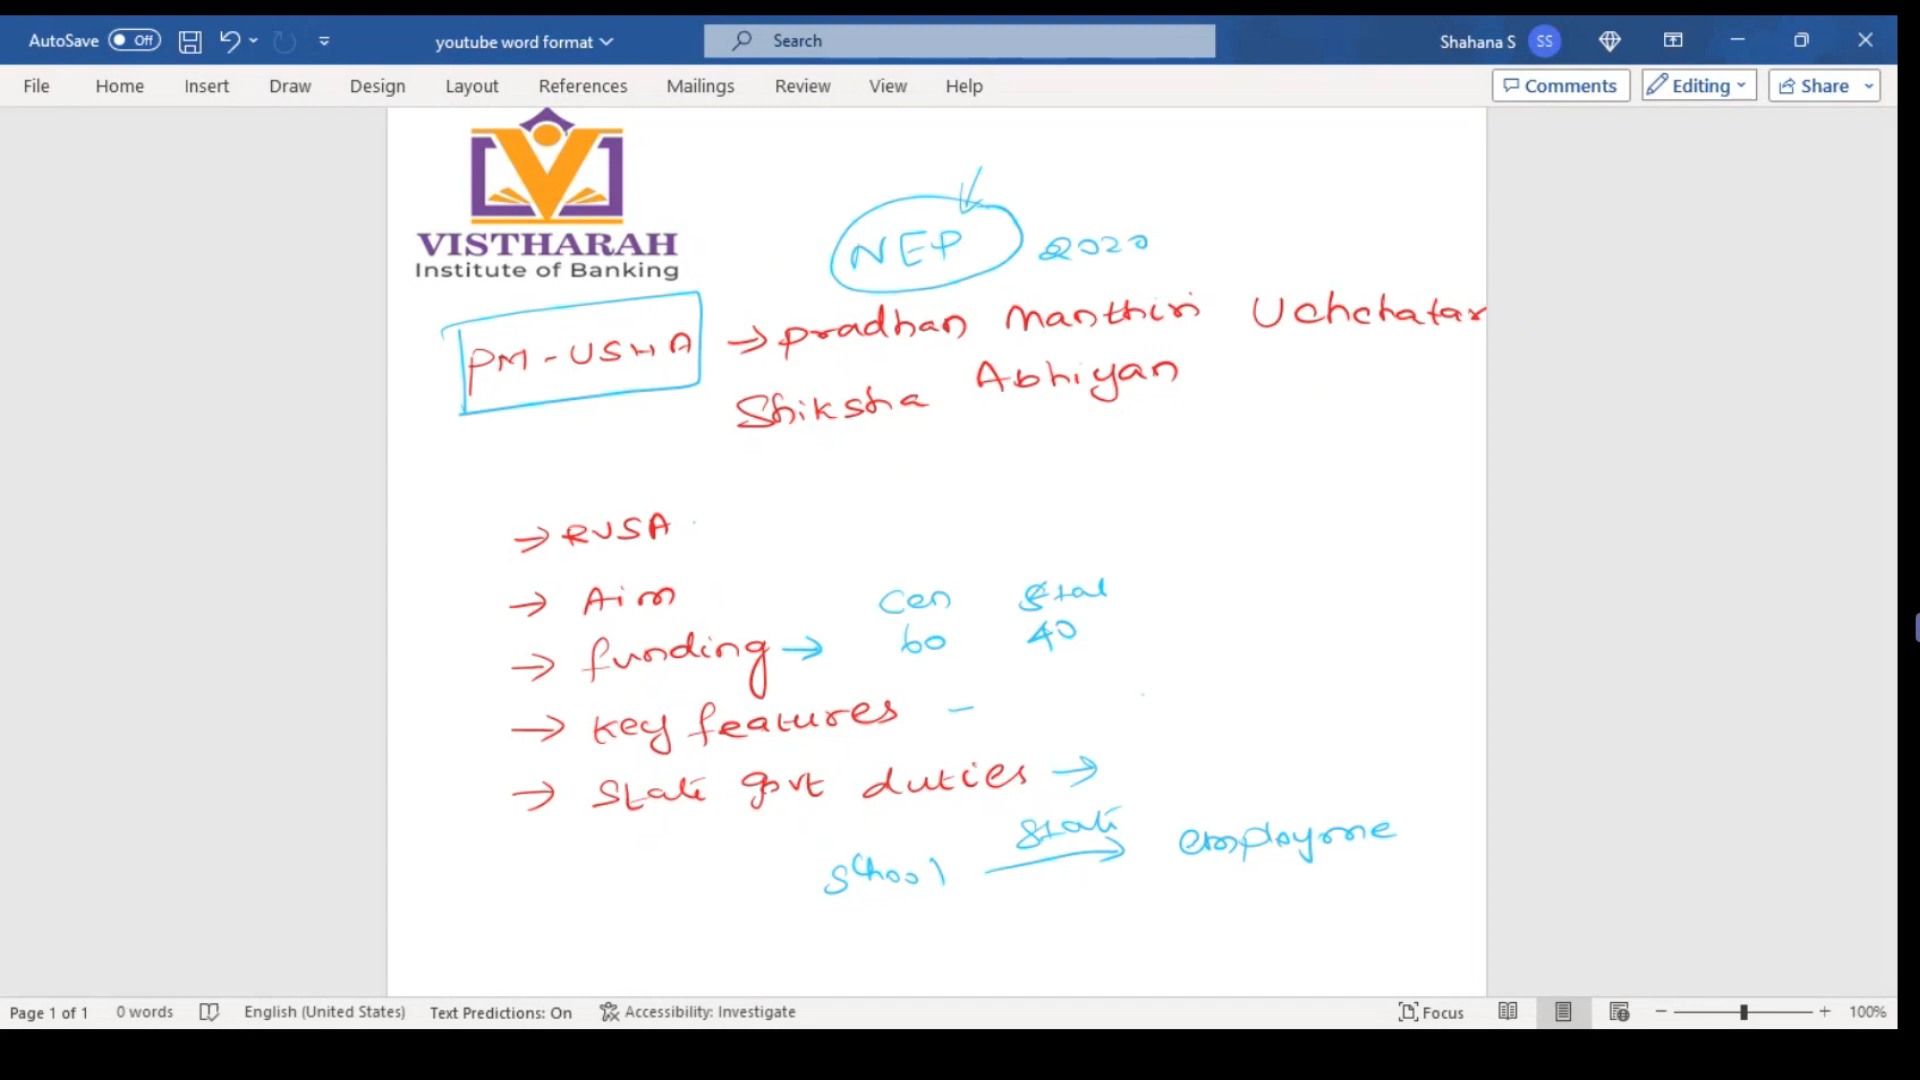 AutoSave Off youtube word format Search Shahana S SS
File Home Insert Draw Design Layout References Mailings Review View Help Comments Editing Share
VISTHARAH
Institute of Banking
NEP 2020
PM-USHA → Pradhan Manthiri Uchchatar
Shiksha Abhiyan
→ RUSA
→ Aim
Cen Stat
→ funding → 60 40
→ Key features -
→ State govt duties →
School State → employme
Page 1 of 1 0 words English (United States) Text Predictions: On Accessibility: Investigate Focus 100%